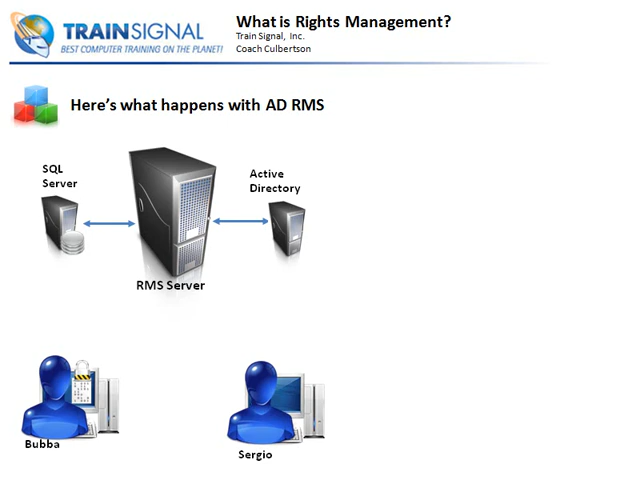 TRAINSIGNAL
BEST COMPUTER TRAINING ON THE PLANET!
What is Rights Management?
Train Signal, Inc.
Coach Culbertson
Here's what happens with AD RMS
SQL
Server
Active
Directory
RMS Server
Bubba
Sergio